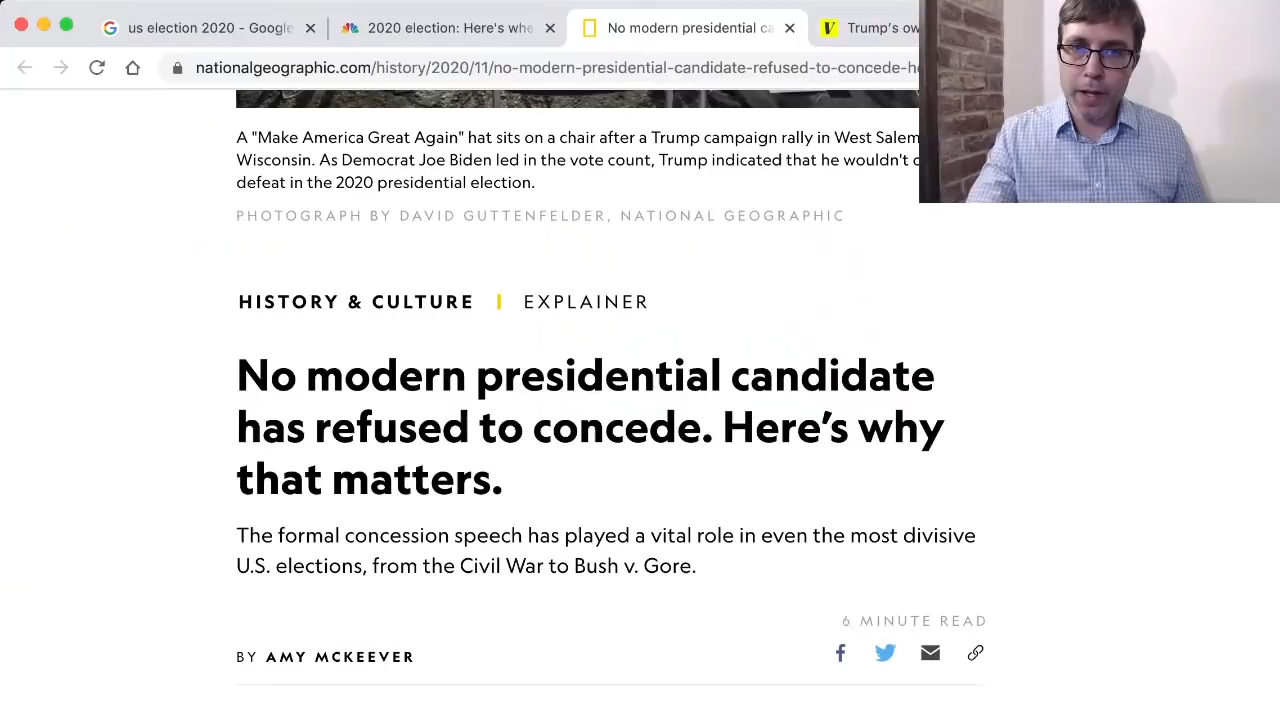 us election 2020 - Google
2020 election: Here's whe
No modern presidential ca
Trump's ow
nationalgeographic.com/history/2020/11/no-modern-presidential-candidate-refused-to-concede-he
A "Make America Great Again" hat sits on a chair after a Trump campaign rally in West Salem
Wisconsin. As Democrat Joe Biden led in the vote count, Trump indicated that he wouldn't
defeat in the 2020 presidential election.
PHOTOGRAPH BY DAVID GUTTENFELDER, NATIONAL GEOGRAPHIC
HISTORY & CULTURE | EXPLAINER
No modern presidential candidate
has refused to concede. Here's why
that matters.
The formal concession speech has played a vital role in even the most divisive
U.S. elections, from the Civil War to Bush v. Gore.
6 MINUTE READ
BY AMY MCKEEVER